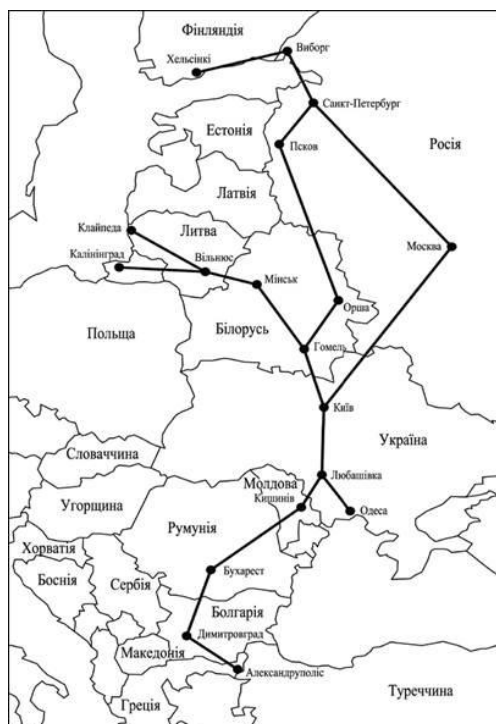 Фінляндія
Виборг
Хельсінкі
Санкт-Петербург
Естонія
Псков
Росія
Латвія
Клайпеда
Литва
Москва
Калінінград
Вільнюс
Мінськ
Орша
Польща
Білорусь
Гомель
Київ
Україна
Словаччина
Любашівка
Молдова
Кишинів
Одеса
Угорщина
Румунія
Хорватія
Боснія
Сербія
Бухарест
Болгарія
Димитровград
Македонія
Александруполіс
Туреччина
Греція